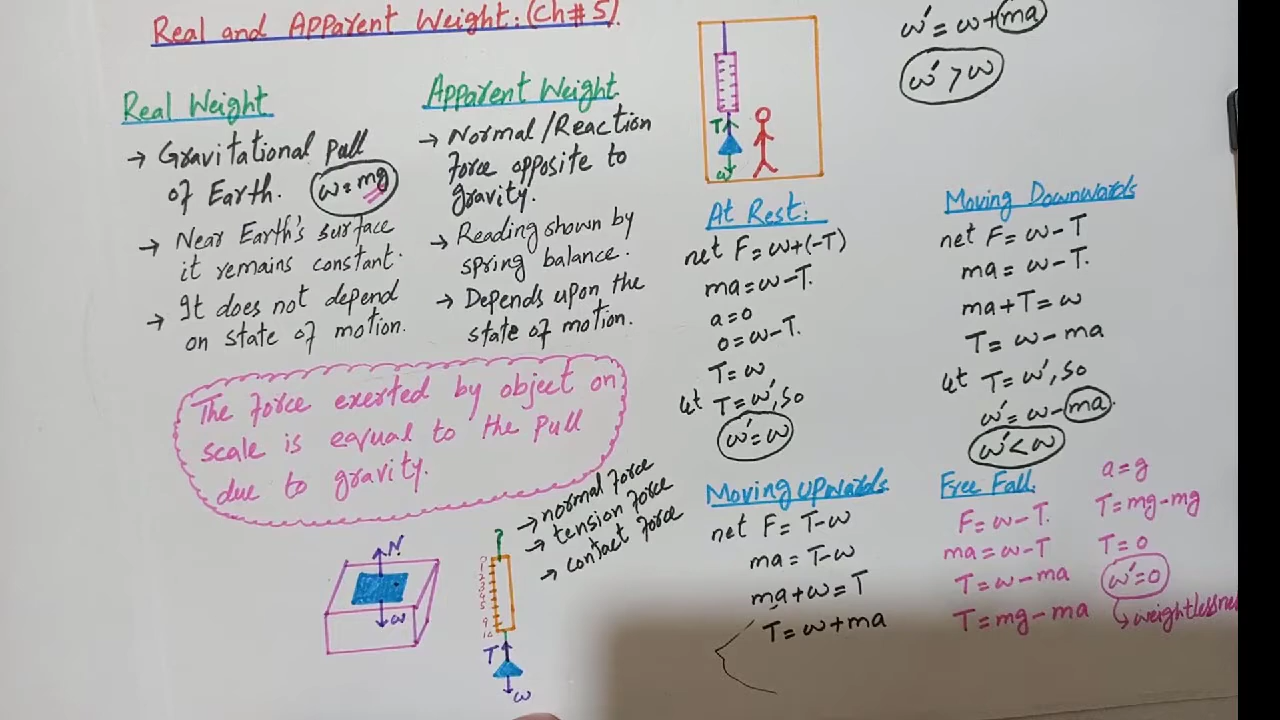 Real and Apparent Weight: (Ch # 5).
Real Weight
→ Gravitational pull
of Earth. w = mg
→ Near Earth's surface
it remains constant.
→ It does not depend
on state of motion.
Apparent Weight
→ Normal/Reaction
force opposite to
gravity.
→ Reading shown by
spring balance.
→ Depends upon the
state of motion.
The force exerted by object on
scale is equal to the pull
due to gravity.
N
w
→ normal force
→ tension force
→ contact force
T
w
T
w
w' = w + ma
w' > w
At Rest:
net F = w + (-T)
ma = w - T.
a = 0
0 = w - T.
T = w
let T = w', so
w' = w
Moving Downwards
net F = w - T
ma = w - T.
ma + T = w
T = w - ma
let T = w', so
w' = w - ma.
w' < w
Moving upwards
net F = T - w
ma = T - w
ma + w = T
T = w + ma
Free Fall.
F = w - T.
ma = w - T
T = w - ma
T = mg - ma
a = g
T = mg - mg
T = 0
w' = 0
↳ weightlessnes